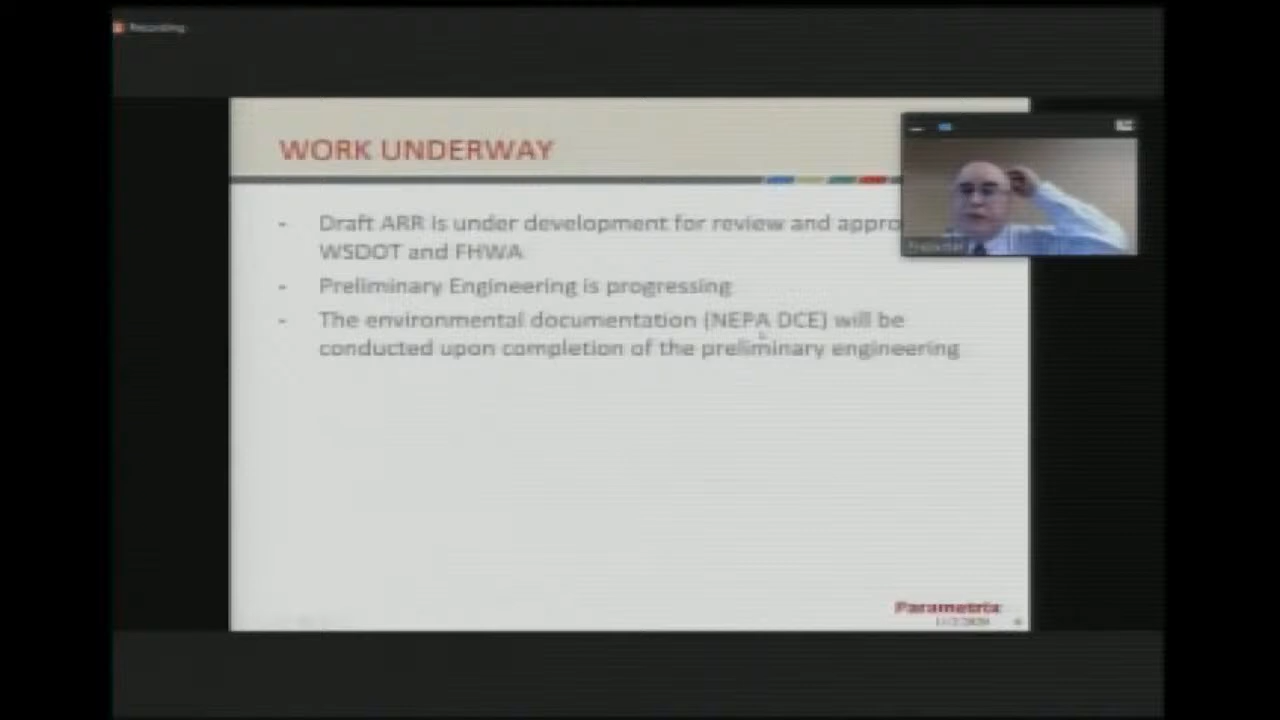 Recording
WORK UNDERWAY
- Draft ARR is under development for review and appro
WSDOT and FHWA
- Preliminary Engineering is progressing
- The environmental documentation (NEPA DCE) will be
conducted upon completion of the preliminary engineering
Parametrix